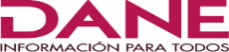 DANE
INFORMACIÓN PARA TODOS